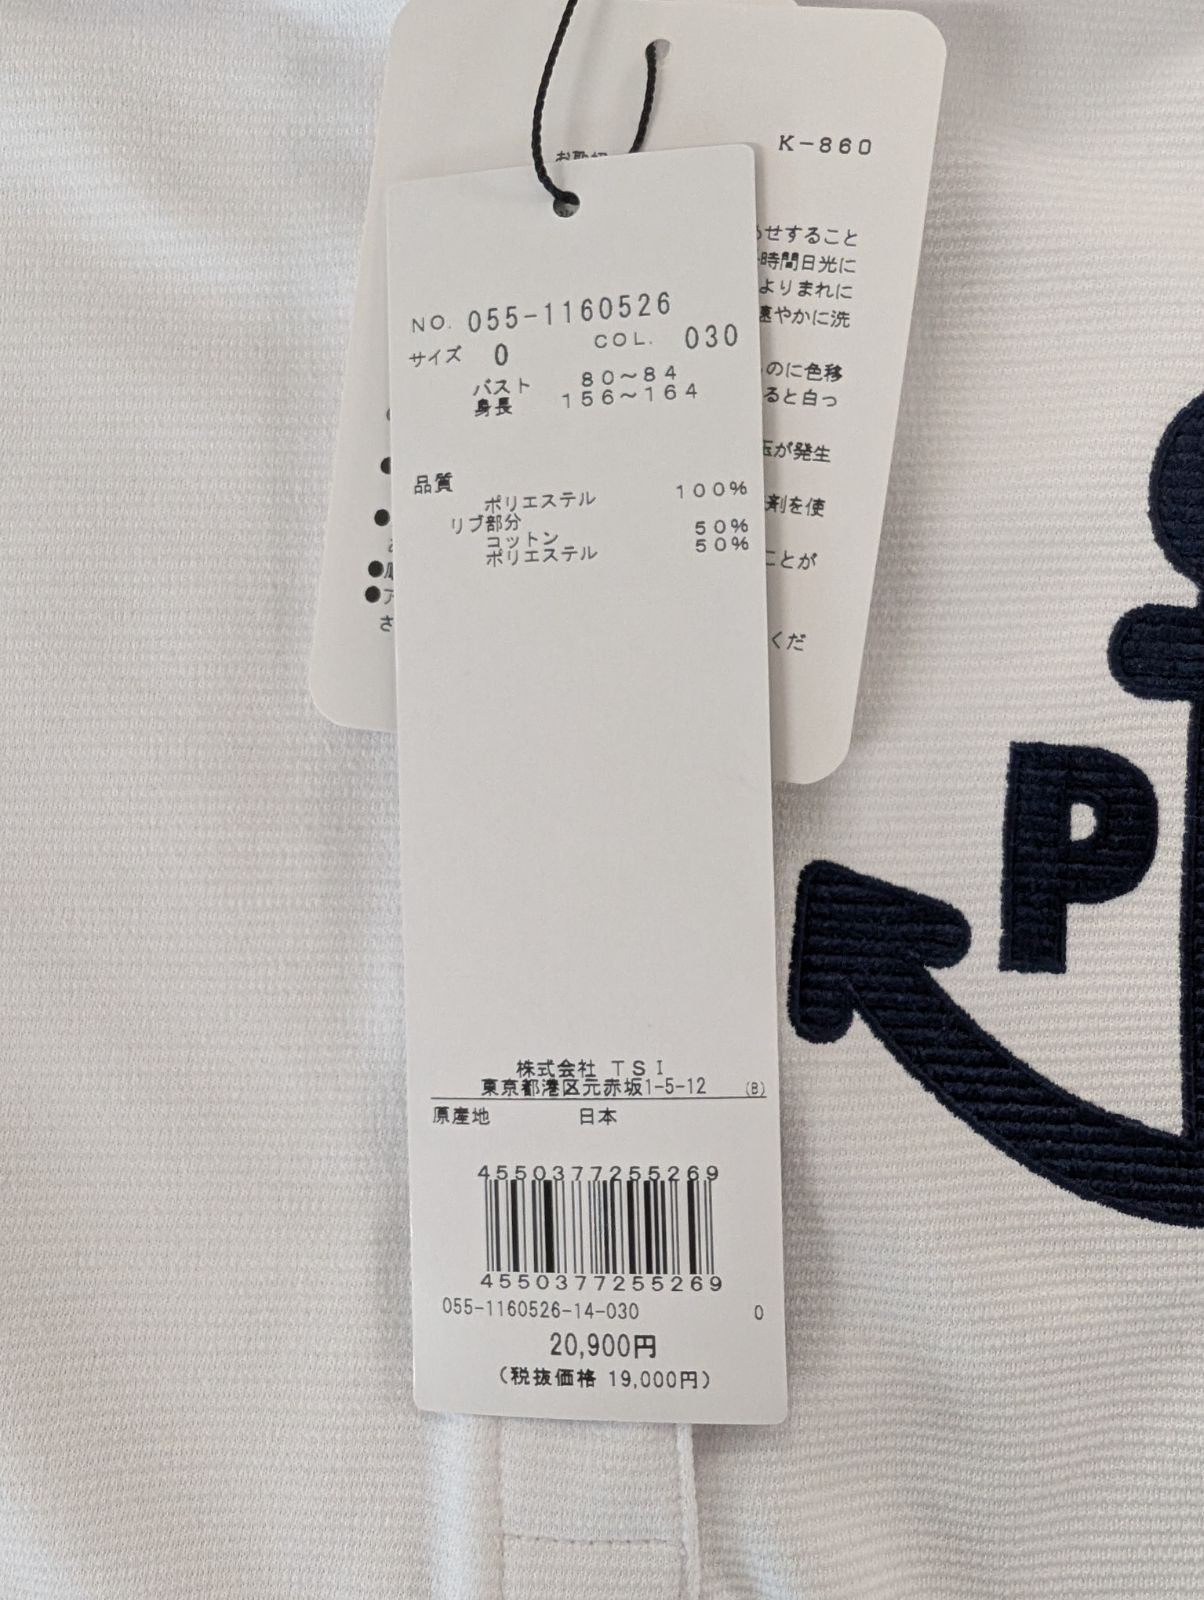 K-860
めせすること
時間日光に
よりまれに
速やかに洗
のに色移
ると白っ
玉が発生
剤を使
ことが
くだ
さ
NO. 055-1160526
サイズ 0 COL. 030
バスト 80～84
身長 156～164
品質
ポリエステル 100%
リブ部分
コットン 50%
ポリエステル 50%
株式会社 TSI
東京都港区元赤坂1-5-12 (B)
原産地 日本
4550377255269
4550377255269
055-1160526-14-030 0
20,900円
(税抜価格 19,000円)
P